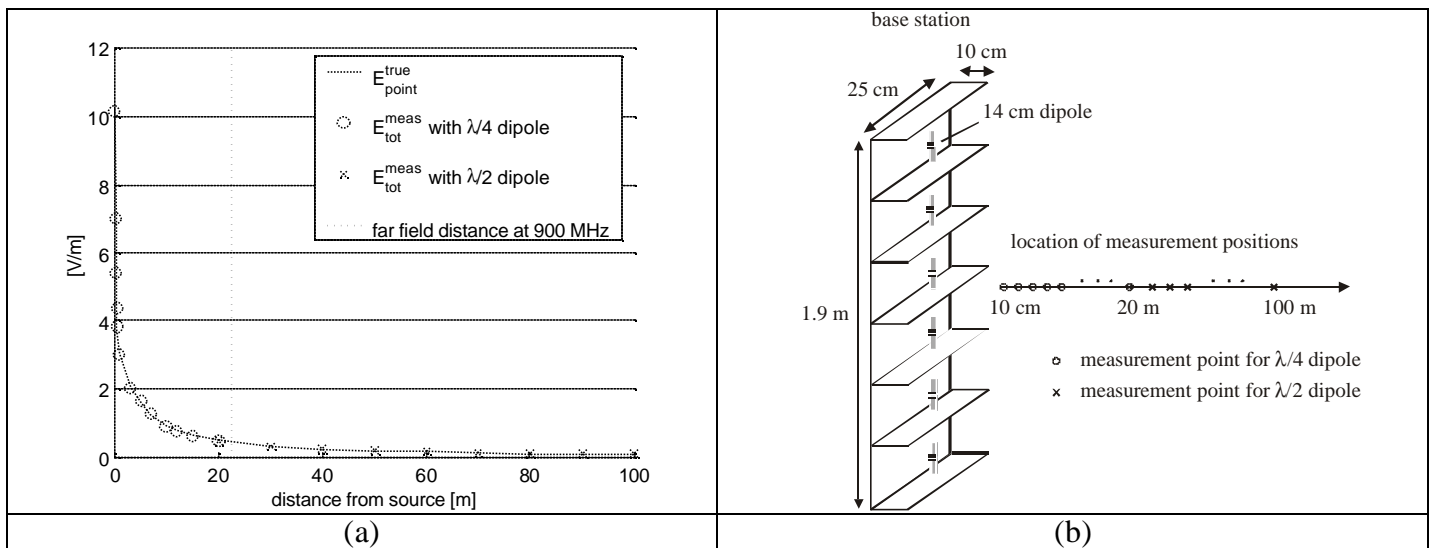 12
10
8
6
4
2
0
[V/m]
0 20 40 60 80 100
distance from source [m]
E^true_point
E^meas_tot with λ/4 dipole
E^meas_tot with λ/2 dipole
far field distance at 900 MHz
(a)
base station
10 cm
25 cm
14 cm dipole
1.9 m
location of measurement positions
10 cm 20 m 100 m
measurement point for λ/4 dipole
measurement point for λ/2 dipole
(b)